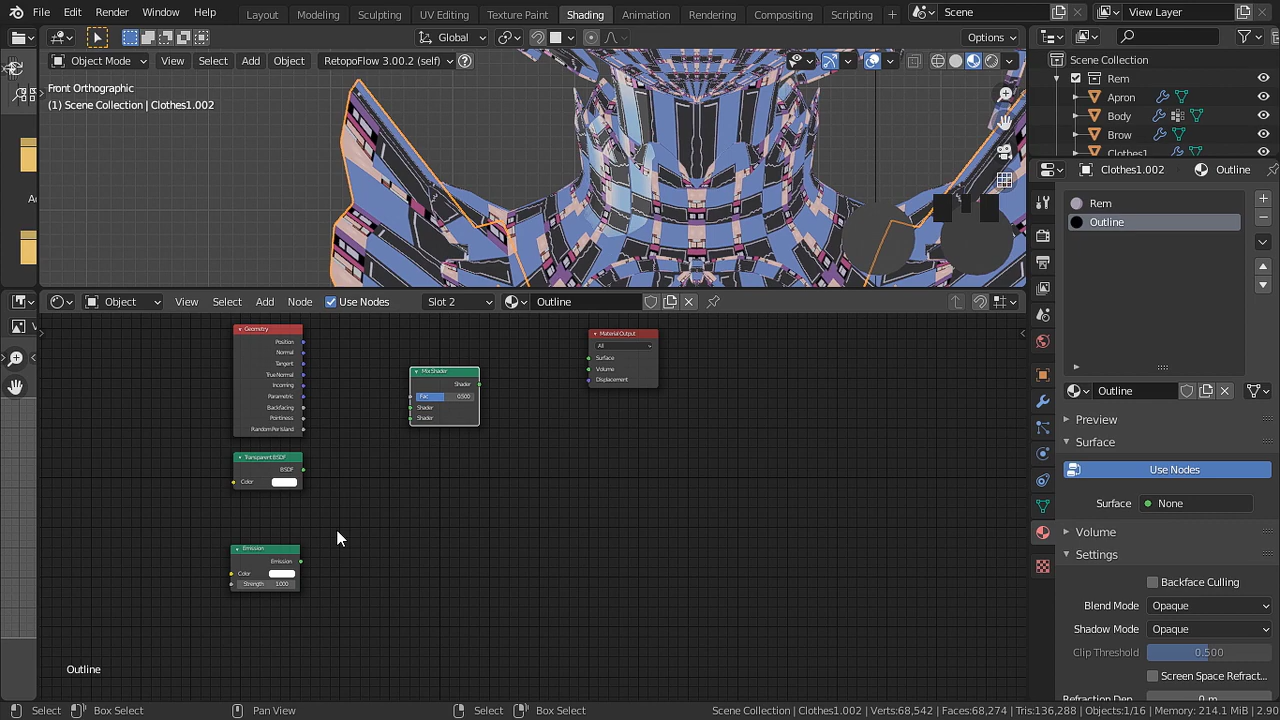 File Edit Render Window Help Layout Modeling Sculpting UV Editing Texture Paint Shading Animation Rendering Compositing Scripting Scene View Layer
Global Options
Object Mo Vi Select Add Object Retopoflow 3.00.2 (self)
Front Orthographic
(1) Scene Collection | Clothes1.002
Scene Collection
Rem
Apron
Body
Brow
Clothes1
Clothes1.002 Outline
Rem
Outline
Object View Select Add Node Use Nodes Slot 2 Outline
Geometry
Position
Normal
Tangent
True Normal
Incoming
Parametric
Backfacing
Pointiness
Random Per Island
Transparent BSDF
BSDF
Color
Emission
Emission
Color
Strength 1.000
Mix Shader
Shader
Fac 0.500
Shader
Shader
Material Output
All
Surface
Volume
Displacement
Outline
Outline
Preview
Surface
Use Nodes
Surface None
Volume
Settings
Backface Culling
Blend Mode Opaque
Shadow Mode Opaque
Clip Threshold 0.500
Screen Space Refract...
Select Box Select Pan View Select Box Select Scene Collection | Clothes1.002 | Verts:68,542 | Faces:68,274 | Tris:136,288 | Objects:1/16 | Memory: 214.1 MiB | 2.90